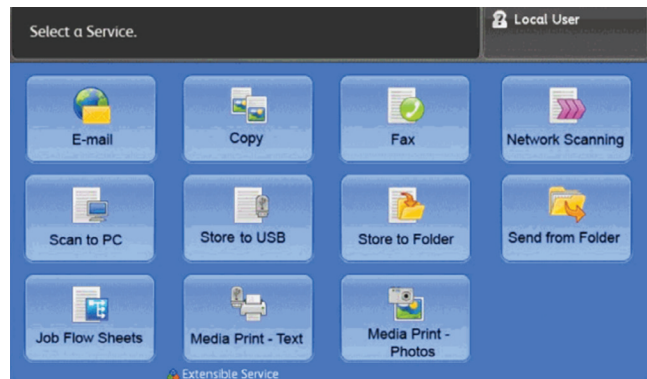 Select a Service.
Local User
E-mail
Copy
Fax
Network Scanning
Scan to PC
Store to USB
Store to Folder
Send from Folder
Job Flow Sheets
Media Print - Text
Media Print -
Photos
Extensible Service